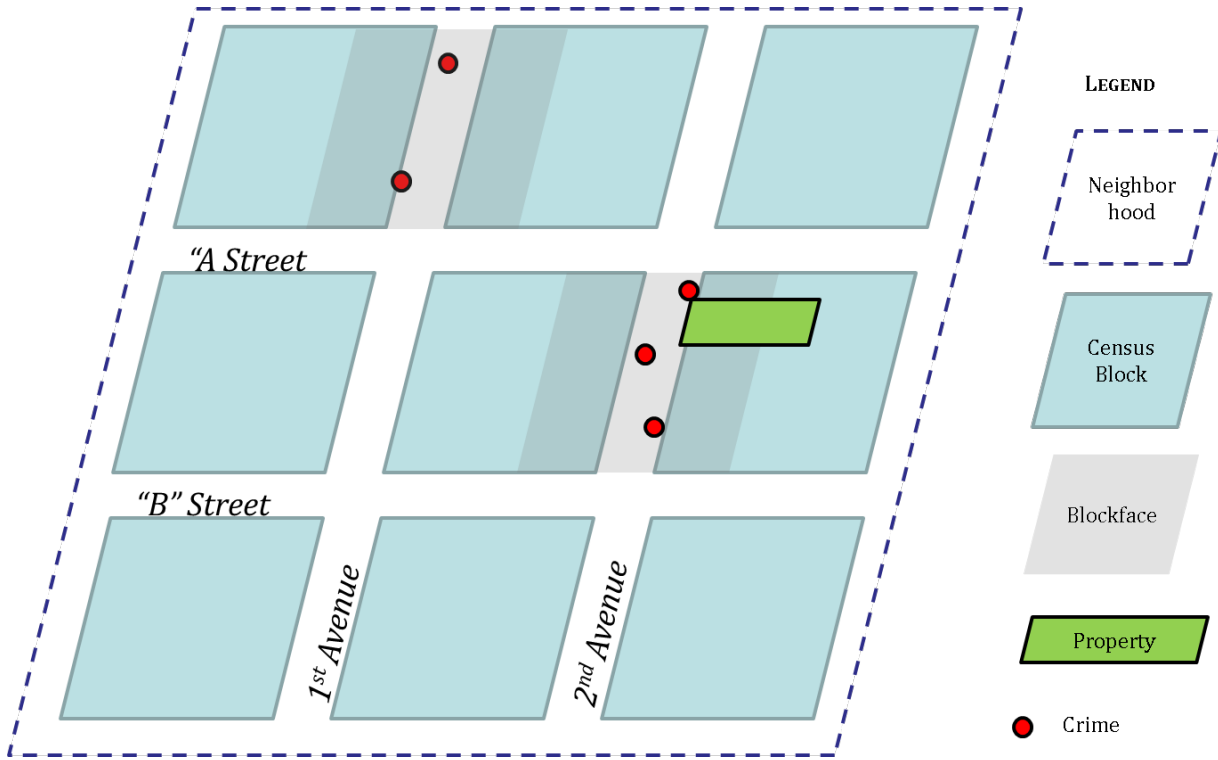 “A Street
“B” Street
1st Avenue
2nd Avenue
LEGEND
Neighbor
hood
Census
Block
Blockface
Property
Crime